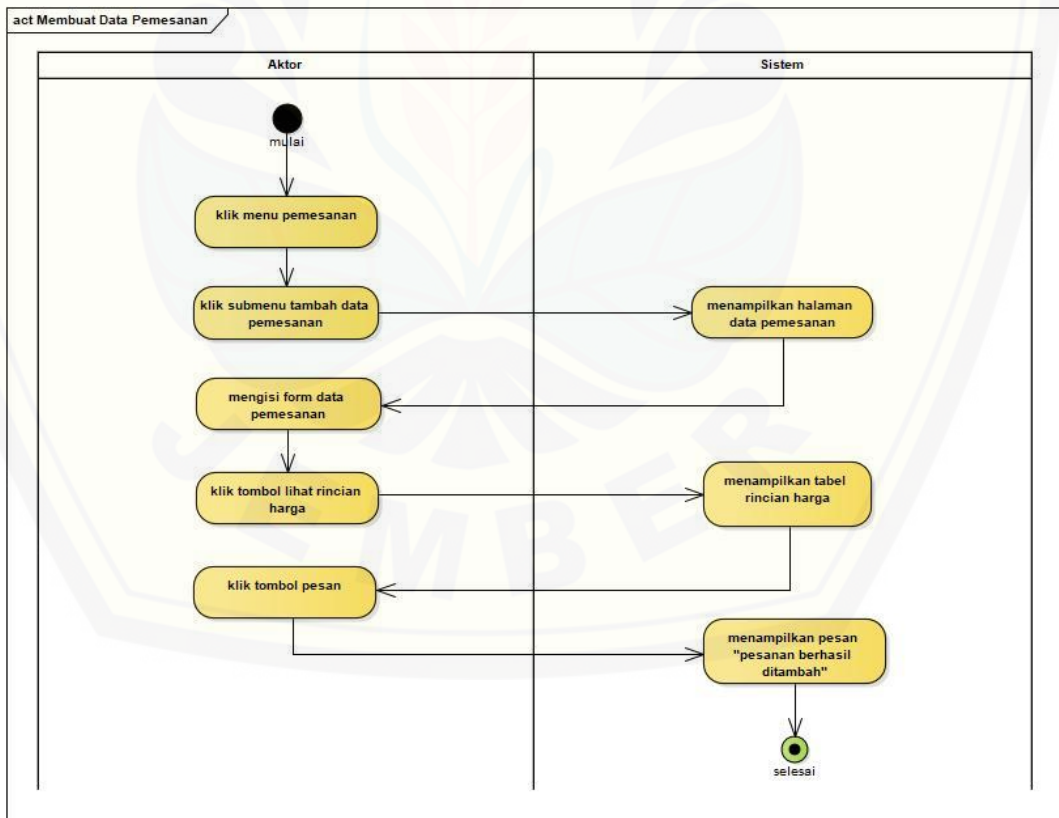 act Membuat Data Pemesanan
Aktor
Sistem
mulai
klik menu pemesanan
klik submenu tambah data
pemesanan
menampilkan halaman
data pemesanan
mengisi form data
pemesanan
klik tombol lihat rincian
harga
menampilkan tabel
rincian harga
klik tombol pesan
menampilkan pesan
"pesanan berhasil
ditambah"
selesai
JEMBER